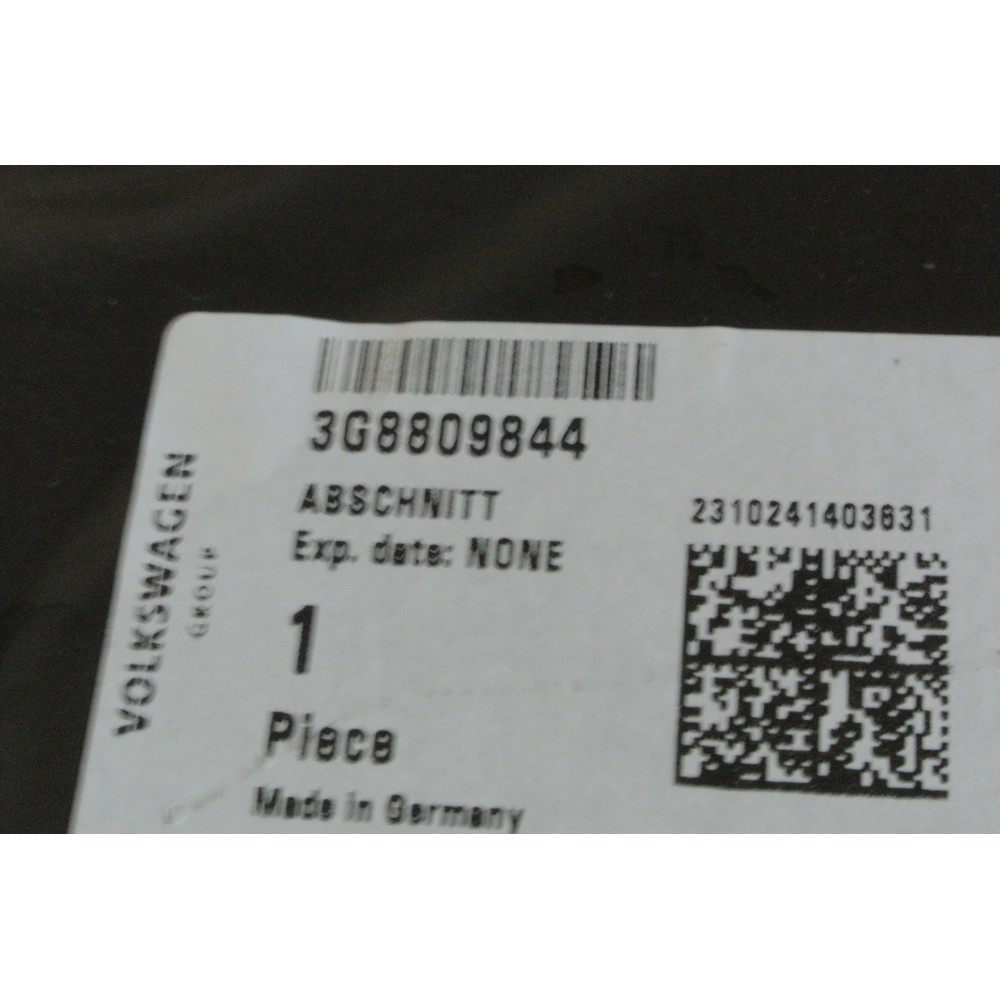 3G8809844
ABSCHNITT
Exp. date: NONE
1
Piece
Made in Germany
2310241403631
VOLKSWAGEN
GROUP